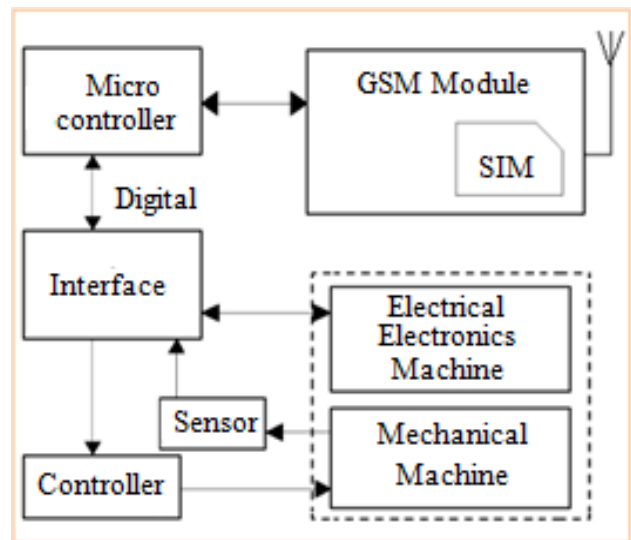 Micro
controller
GSM Module
SIM
Digital
Interface
Electrical
Electronics
Machine
Sensor
Mechanical
Machine
Controller